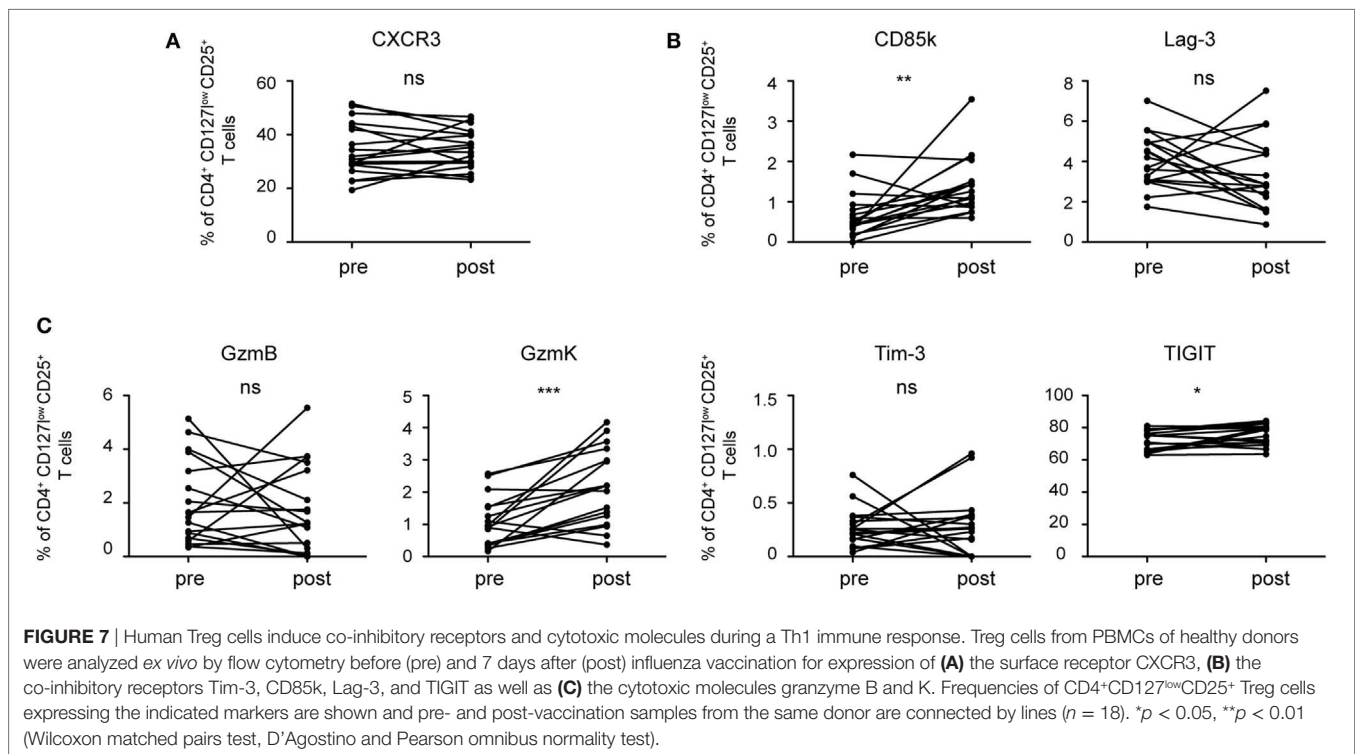 A
CXCR3
% of CD4⁺ CD127ˡᵒʷ CD25⁺
T cells
ns
60
40
20
0
pre
post
B
CD85k
% of CD4⁺ CD127ˡᵒʷ CD25⁺
T cells
**
4
3
2
1
0
pre
post
Lag-3
ns
8
6
4
2
0
pre
post
C
GzmB
% of CD4⁺ CD127ˡᵒʷ CD25⁺
T cells
ns
6
4
2
0
pre
post
GzmK
***
5
4
3
2
1
0
pre
post
Tim-3
% of CD4⁺ CD127ˡᵒʷ CD25⁺
T cells
ns
1.5
1.0
0.5
0
pre
post
TIGIT
*
100
80
60
40
20
0
pre
post
FIGURE 7 | Human Treg cells induce co-inhibitory receptors and cytotoxic molecules during a Th1 immune response. Treg cells from PBMCs of healthy donors
were analyzed ex vivo by flow cytometry before (pre) and 7 days after (post) influenza vaccination for expression of (A) the surface receptor CXCR3, (B) the
co-inhibitory receptors Tim-3, CD85k, Lag-3, and TIGIT as well as (C) the cytotoxic molecules granzyme B and K. Frequencies of CD4⁺CD127ˡᵒʷCD25⁺ Treg cells
expressing the indicated markers are shown and pre- and post-vaccination samples from the same donor are connected by lines (n = 18). *p < 0.05, **p < 0.01
(Wilcoxon matched pairs test, D’Agostino and Pearson omnibus normality test).